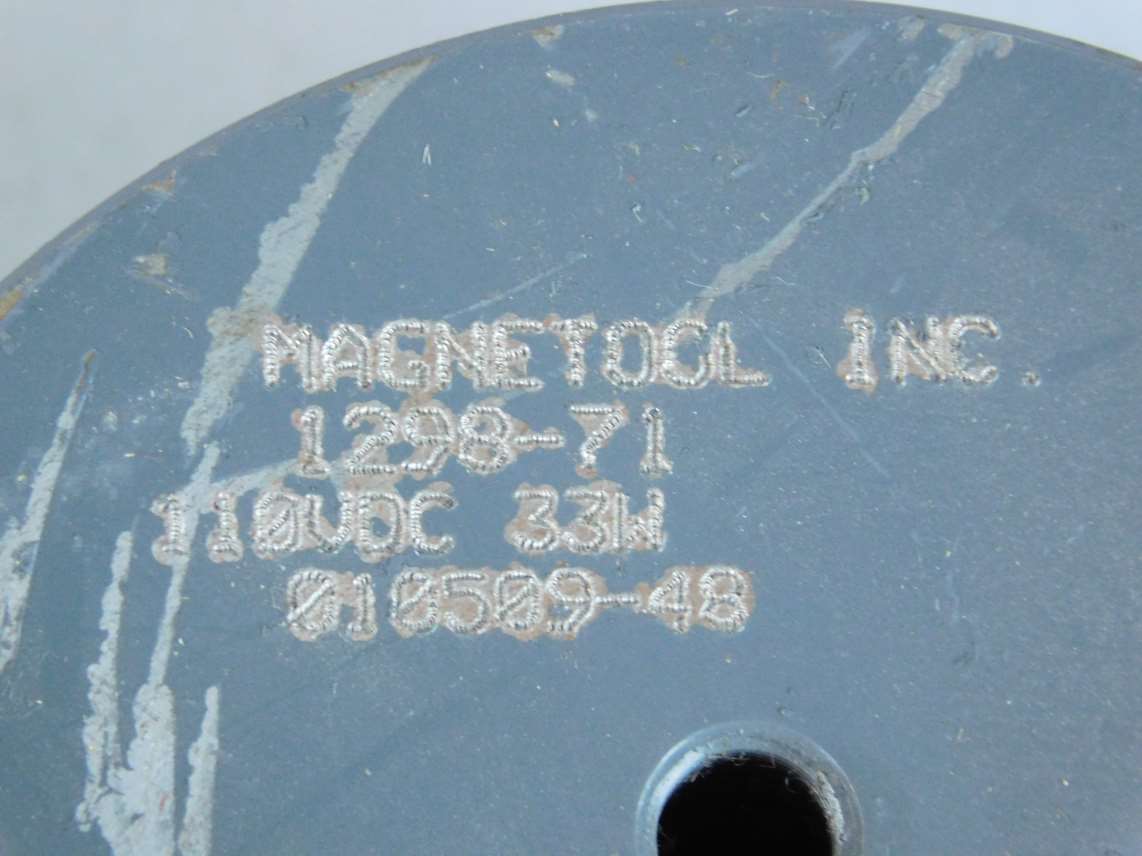 MAGNETOOL INC.
1298-71
110VDC 33W
010509-48